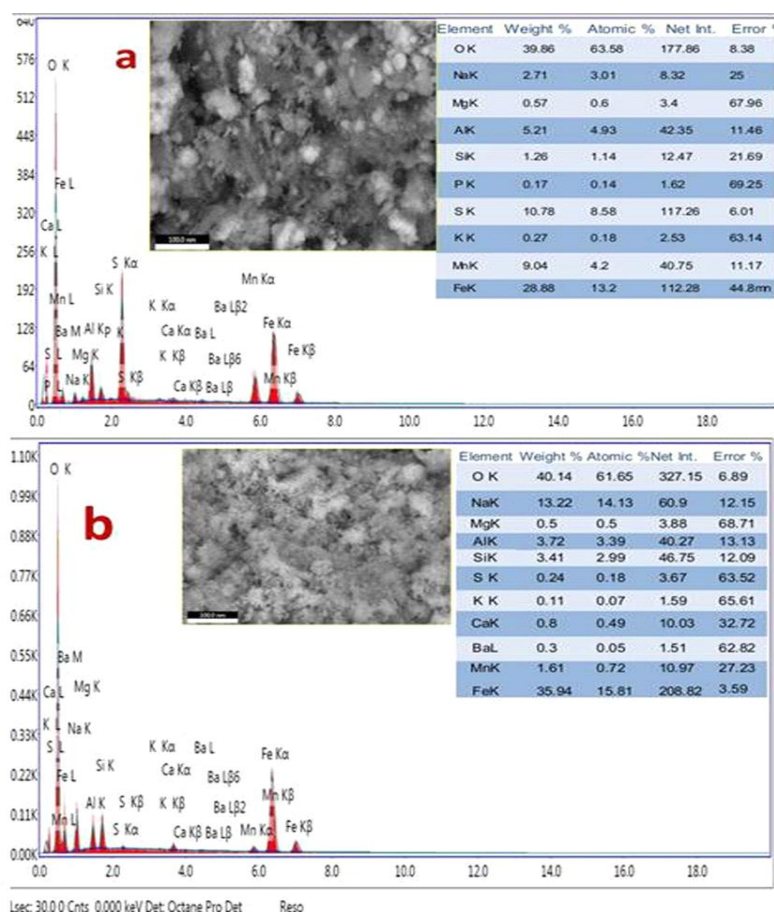 640
576
512
448
384
320
256
192
128
64
0
a
O K
Fe L
Ca L
K L
Mn L
Ba M
S L
P L
Na K
Mg K
Al K
Si K
P K
S Kα
S Kβ
K Kα
K Kβ
Ca Kα
Ca Kβ
Ba L
Ba Lβ2
Ba Lβ6
Ba Lβ
Mn Kα
Fe Kα
Mn Kβ
Fe Kβ
100.0 nm
0.0 2.0 4.0 6.0 8.0 10.0 12.0 14.0 16.0 18.0
Element Weight % Atomic % Net Int. Error %
O K 39.86 63.58 177.86 8.38
NaK 2.71 3.01 8.32 25
MgK 0.57 0.6 3.4 67.96
AlK 5.21 4.93 42.35 11.46
SiK 1.26 1.14 12.47 21.69
P K 0.17 0.14 1.62 69.25
S K 10.78 8.58 117.26 6.01
K K 0.27 0.18 2.53 63.14
MnK 9.04 4.2 40.75 11.17
FeK 28.88 13.2 112.28 44.8mn
1.10K
0.99K
0.88K
0.77K
0.66K
0.55K
0.44K
0.33K
0.22K
0.11K
0.00K
b
O K
Ba M
Ca L
Mg K
K L
Na K
S L
Fe L
Si K
Mn L
Al K
S Kβ
S Kα
K Kα
K Kβ
Ca Kα
Ca Kβ
Ba L
Ba Lβ6
Ba Lβ2
Ba Lβ
Fe Kα
Mn Kβ
Mn Kα
Fe Kβ
100.0 nm
0.0 2.0 4.0 6.0 8.0 10.0 12.0 14.0 16.0 18.0
Element Weight % Atomic % Net Int. Error %
O K 40.14 61.65 327.15 6.89
NaK 13.22 14.13 60.9 12.15
MgK 0.5 0.5 3.88 68.71
AlK 3.72 3.39 40.27 13.13
SiK 3.41 2.99 46.75 12.09
S K 0.24 0.18 3.67 63.52
K K 0.11 0.07 1.59 65.61
CaK 0.8 0.49 10.03 32.72
BaL 0.3 0.05 1.51 62.82
MnK 1.61 0.72 10.97 27.23
FeK 35.94 15.81 208.82 3.59
Lsec: 30.0 0 Cnts 0.000 keV Det: Octane Pro Det Reso